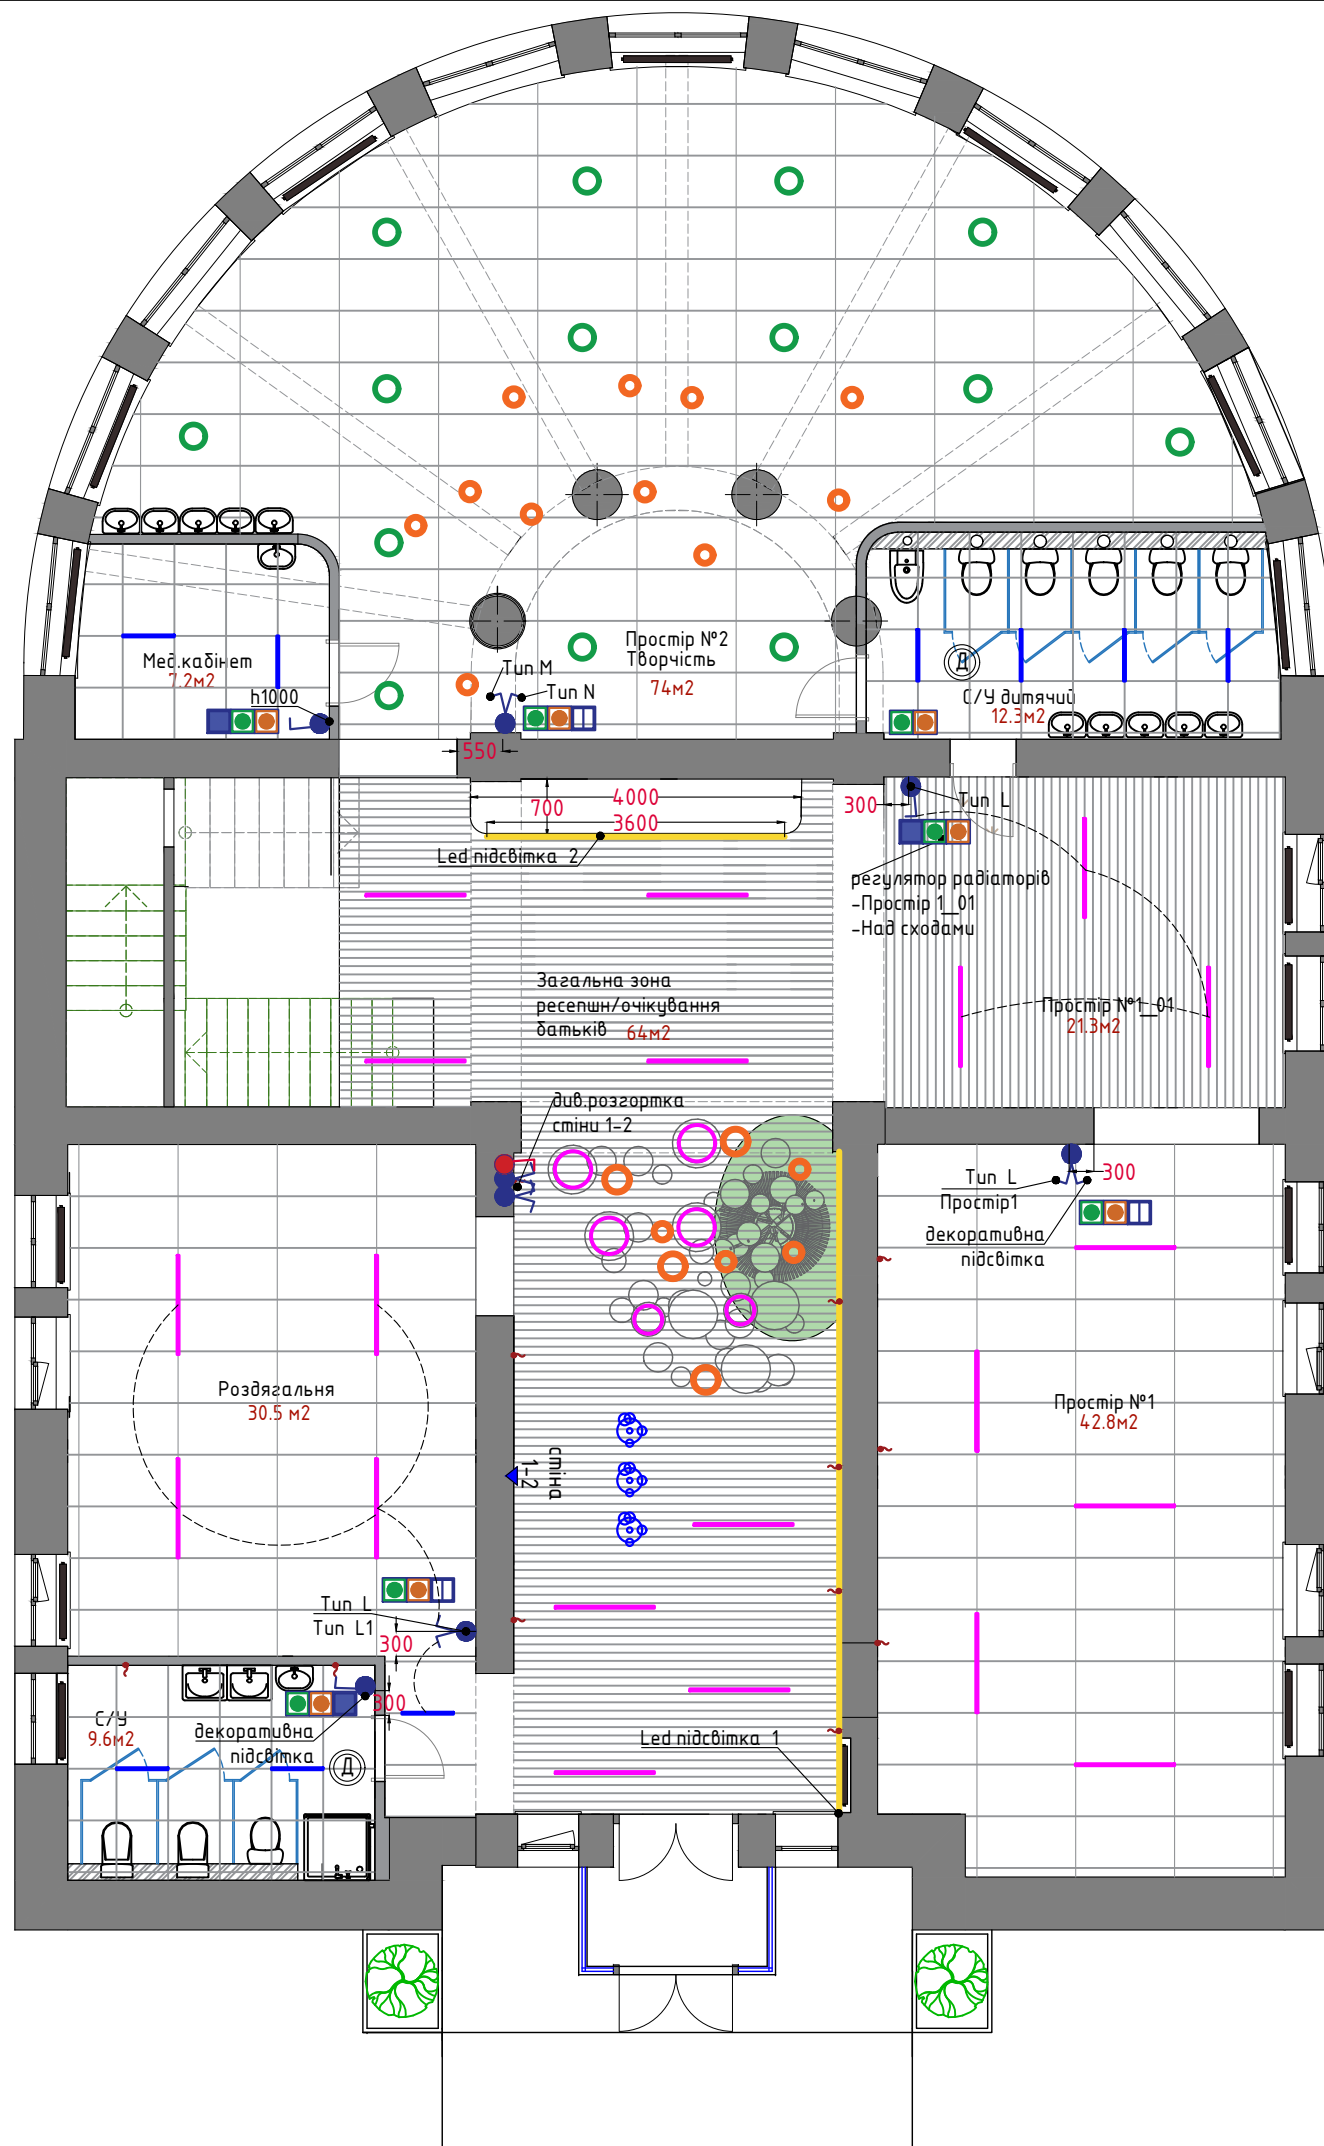 Простір №2
Творчість
74м2
Мед.кабінет
7.2м2
h1000
Тип М
Тип N
С/У дитячий
12.3м2
Д
550
4000
700
3600
300
Тип L
Led підсвітка 2
регулятор радіаторів
-Простір 1_01
-Над сходами
Загальна зона
ресепшн/очікування
батьків 64м2
Простір №1_01
21.3м2
див.розгортка
стіни 1-2
Тип L
Простір1
300
декоративна
підсвітка
Роздягальня
30.5 м2
Простір №1
42.8м2
стіна
1-2
Тип L
Тип L1
300
300
С/У
9.6м2
декоративна
підсвітка
Д
Led підсвітка 1